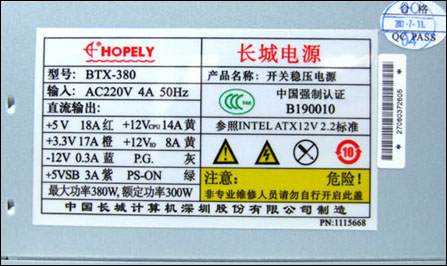 合格
QC PASS
HOPELY
长城电源
型号: BTX-380
产品名称: 开关稳压电源
输入: AC220V 4A 50Hz
直流输出:
中国强制认证
B190010
+5V 18A 红 +12VCPU 14A 黄
+3.3V 17A 橙 +12VIO 8A 黄
-12V 0.3A 蓝 P.G. 灰
+5VSB 3A 紫 PS-ON 绿
最大功率380W, 额定功率300W
参照INTEL ATX12V 2.2标准
10
注意: 危险!
非专业维修人员请勿自行开启此盖
中国长城计算机深圳股份有限公司制造
PN:1115668
*27060372605*